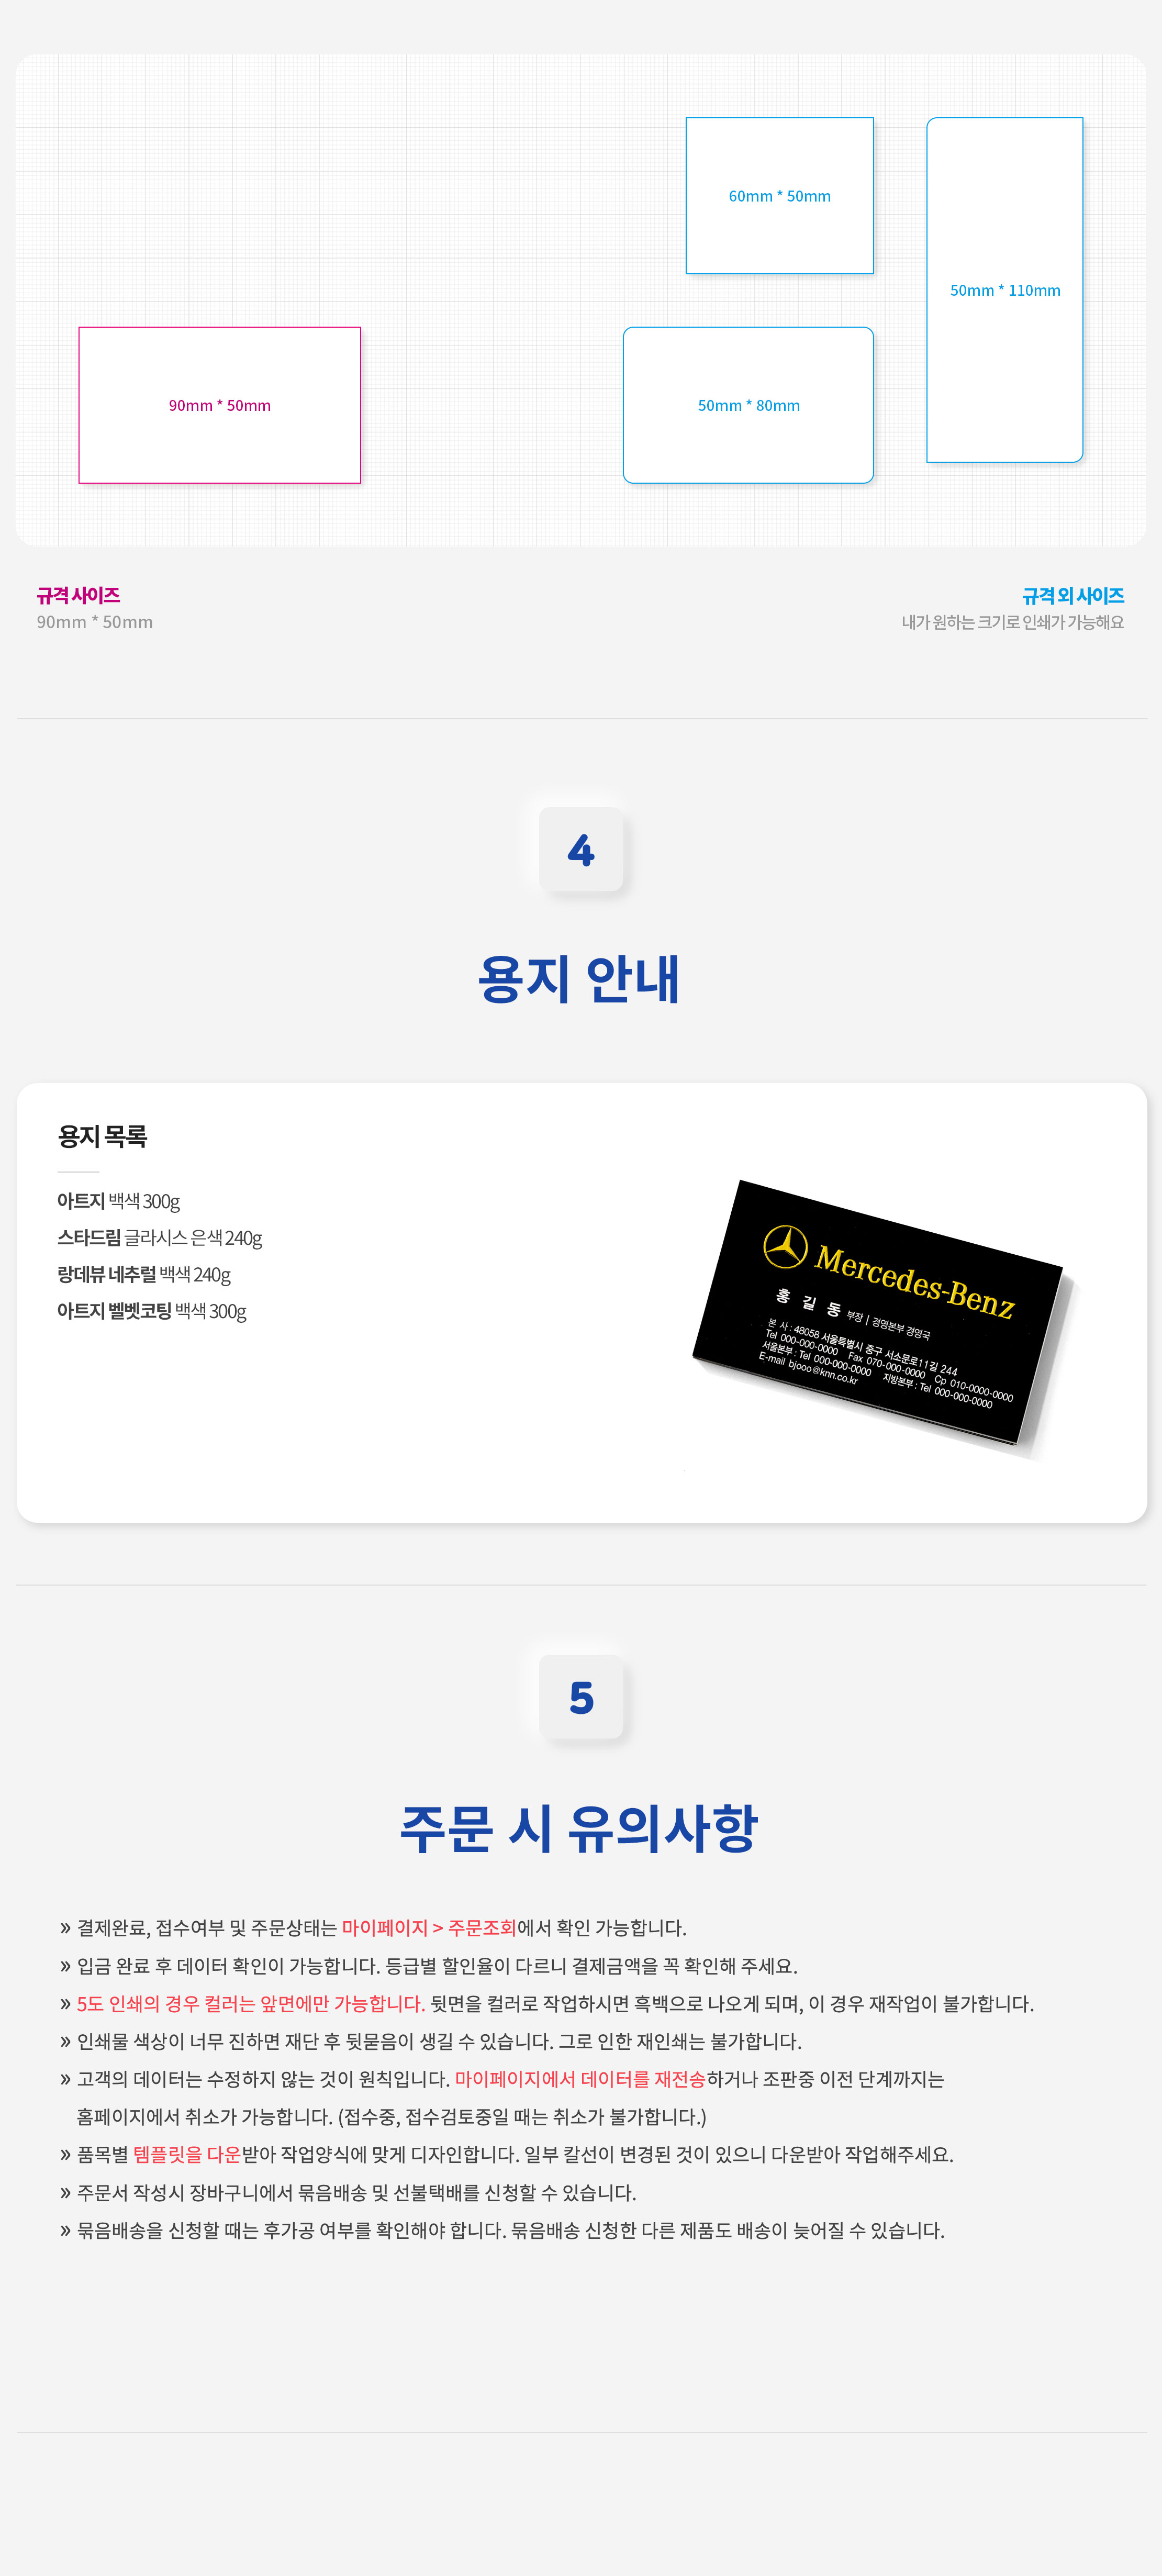 60mm * 50mm
50mm * 110mm
90mm * 50mm
50mm * 80mm
규격 사이즈
90mm * 50mm
규격 외 사이즈
내가 원하는 크기로 인쇄가 가능해요
4
용지 안내
용지 목록
아트지 백색 300g
스타드림 글라시스 은색 240g
랑데뷰 네추럴 백색 240g
아트지 벨벳코팅 백색 300g
Mercedes-Benz
홍 길 동 부장 | 경영본부 경영국
본 사 : 48058 서울특별시 중구 서소문로11길 244
Tel 000-000-0000 Fax 070-000-0000 Cp 010-0000-0000
서울본부 : Tel 000-000-0000 지방본부 : Tel 000-000-0000
E-mail bjooo@knn.co.kr
5
주문 시 유의사항
» 결제완료, 접수여부 및 주문상태는 마이페이지 > 주문조회에서 확인 가능합니다.
» 입금 완료 후 데이터 확인이 가능합니다. 등급별 할인율이 다르니 결제금액을 꼭 확인해 주세요.
» 5도 인쇄의 경우 컬러는 앞면에만 가능합니다. 뒷면을 컬러로 작업하시면 흑백으로 나오게 되며, 이 경우 재작업이 불가합니다.
» 인쇄물 색상이 너무 진하면 재단 후 뒷묻음이 생길 수 있습니다. 그로 인한 재인쇄는 불가합니다.
» 고객의 데이터는 수정하지 않는 것이 원칙입니다. 마이페이지에서 데이터를 재전송하거나 조판중 이전 단계까지는
홈페이지에서 취소가 가능합니다. (접수중, 접수검토중일 때는 취소가 불가합니다.)
» 품목별 템플릿을 다운받아 작업양식에 맞게 디자인합니다. 일부 칼선이 변경된 것이 있으니 다운받아 작업해주세요.
» 주문서 작성시 장바구니에서 묶음배송 및 선불택배를 신청할 수 있습니다.
» 묶음배송을 신청할 때는 후가공 여부를 확인해야 합니다. 묶음배송 신청한 다른 제품도 배송이 늦어질 수 있습니다.